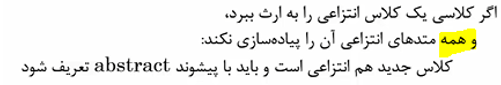 اگر کلاسی یک کلاس انتزاعی را به ارث ببرد،
و همه متدهای انتزاعی آن را پیاده‌سازی نکند:
کلاس جدید هم انتزاعی است و باید با پیشوند abstract تعریف شود